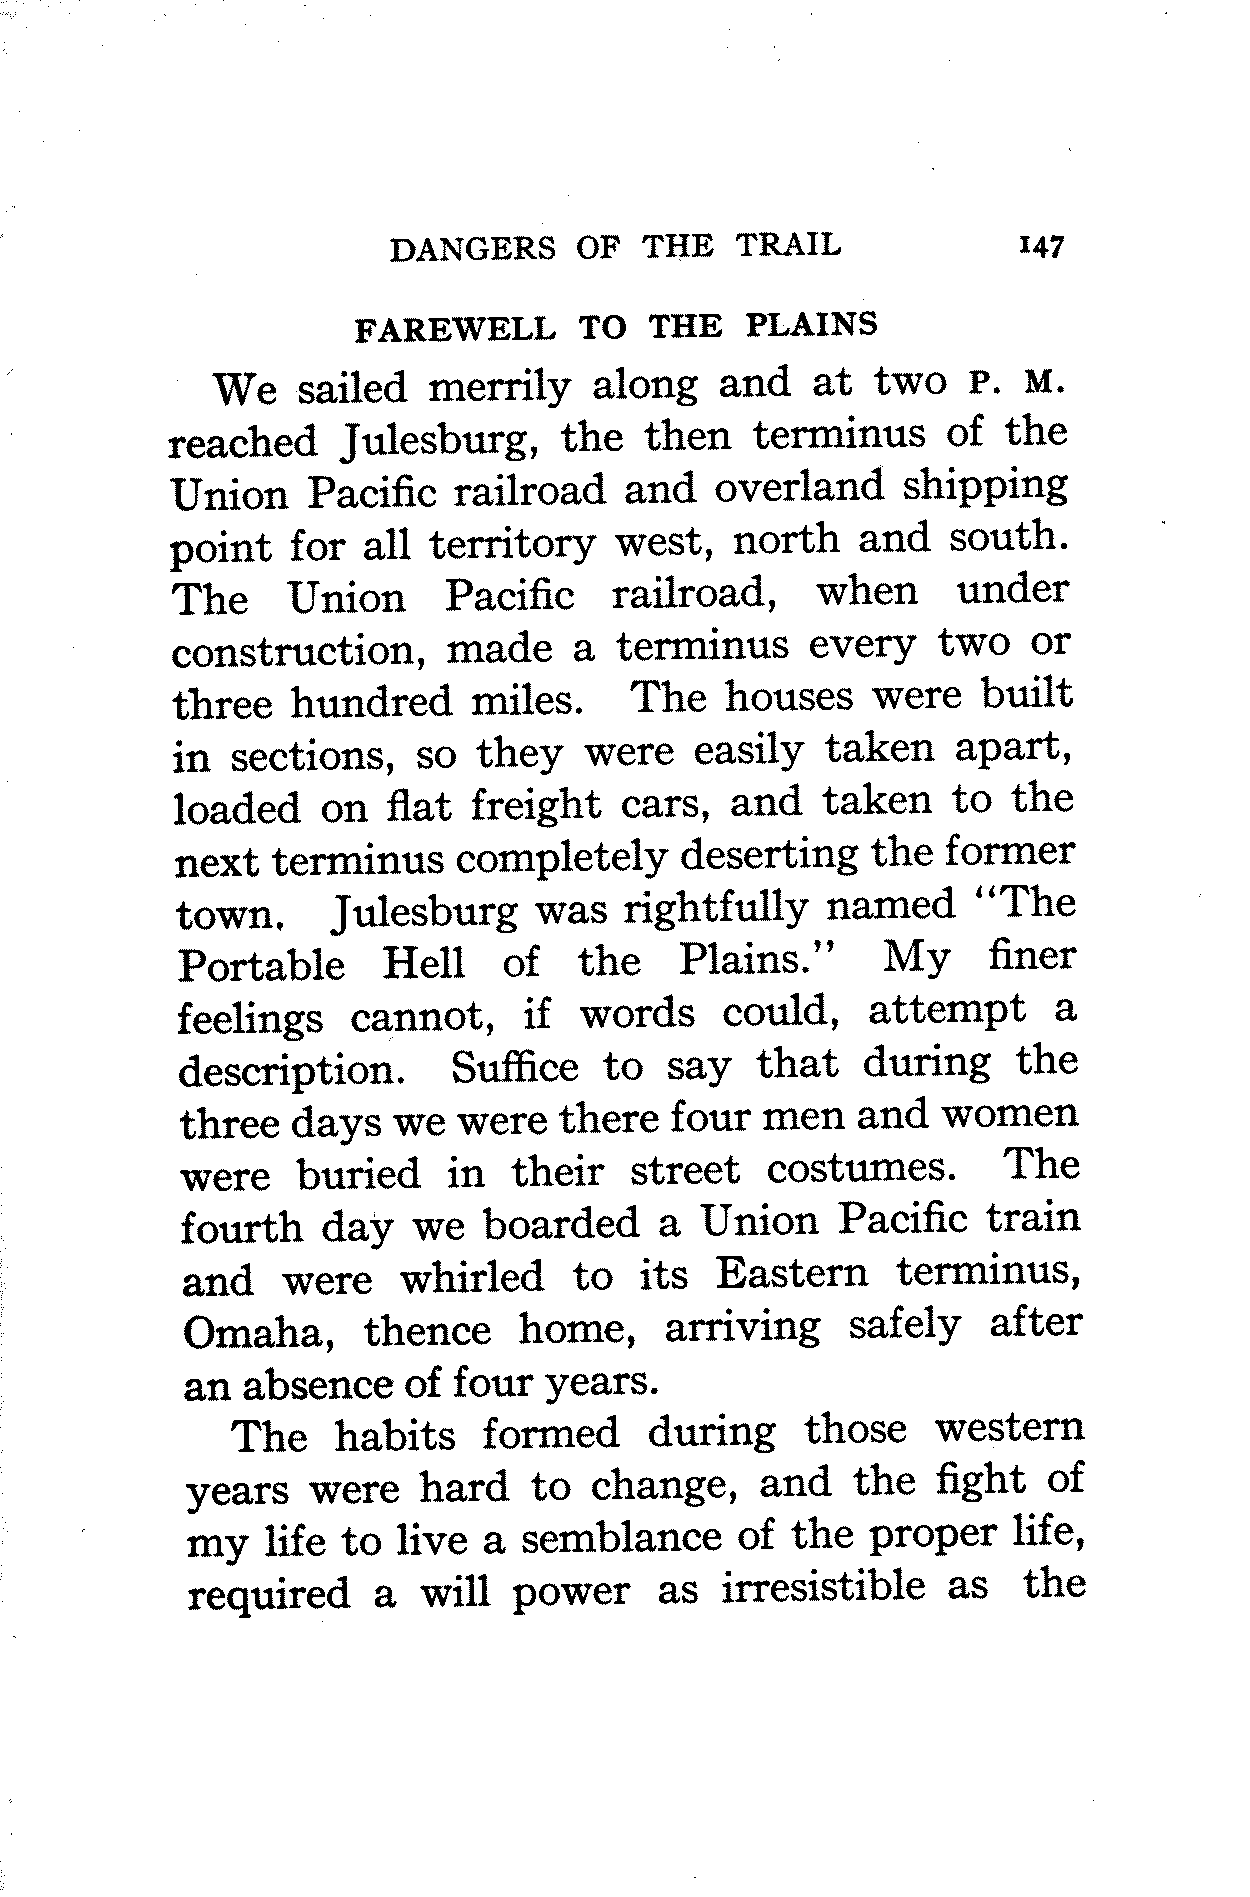 DANGERS OF THE TRAIL 147
FAREWELL TO THE PLAINS
We sailed merrily along and at two P. M.
reached Julesburg, the then terminus of the
Union Pacific railroad and overland shipping
point for all territory west, north and south.
The Union Pacific railroad, when under
construction, made a terminus every two or
three hundred miles. The houses were built
in sections, so they were easily taken apart,
loaded on flat freight cars, and taken to the
next terminus completely deserting the former
town. Julesburg was rightfully named "The
Portable Hell of the Plains." My finer
feelings cannot, if words could, attempt a
description. Suffice to say that during the
three days we were there four men and women
were buried in their street costumes. The
fourth day we boarded a Union Pacific train
and were whirled to its Eastern terminus,
Omaha, thence home, arriving safely after
an absence of four years.
The habits formed during those western
years were hard to change, and the fight of
my life to live a semblance of the proper life,
required a will power as irresistible as the